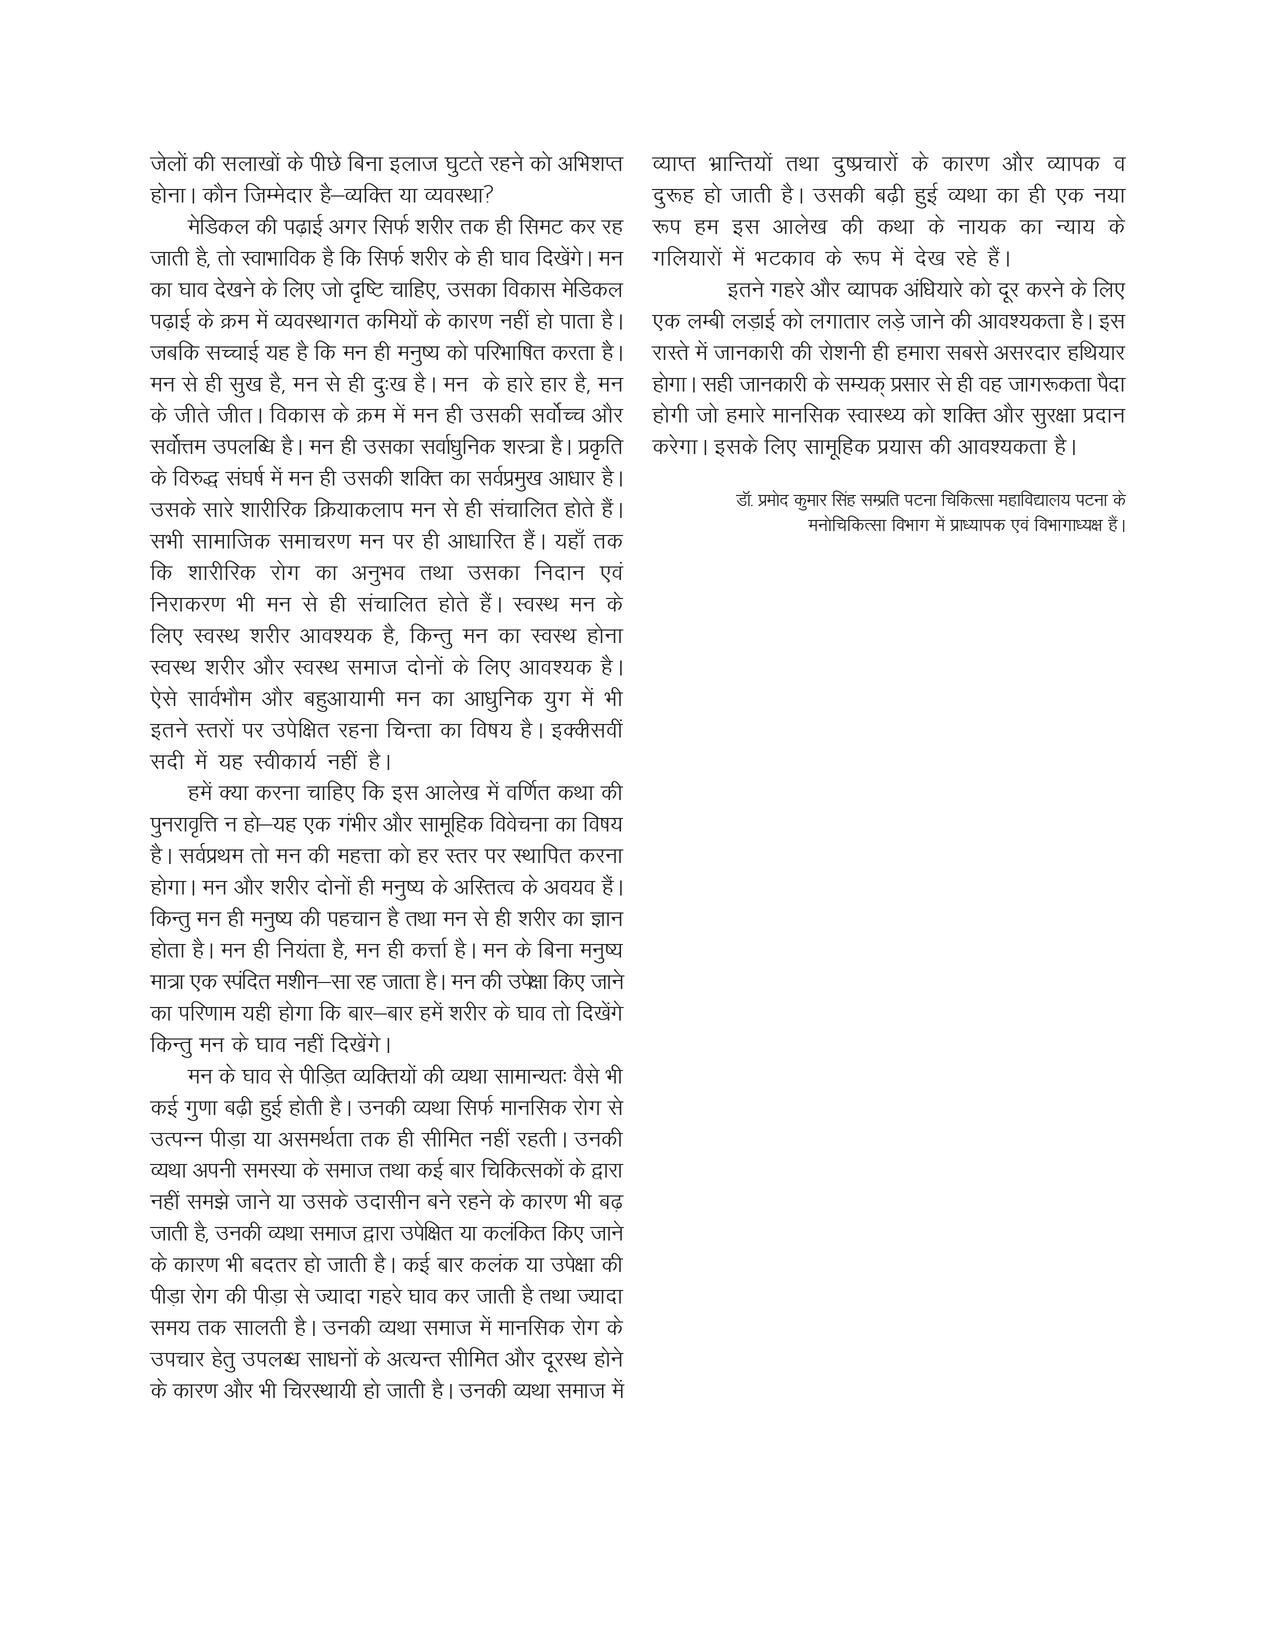 जेलों की सलाखों के पीछे बिना इलाज घुटते रहने को अभिशप्त
होना। कौन जिम्मेदार है–व्यक्ति या व्यवस्था?
मेडिकल की पढ़ाई अगर सिर्फ शरीर तक ही सिमट कर रह
जाती है, तो स्वाभाविक है कि सिर्फ शरीर के ही घाव दिखेंगे। मन
का घाव देखने के लिए जो दृष्टि चाहिए, उसका विकास मेडिकल
पढ़ाई के क्रम में व्यवस्थागत कमियों के कारण नहीं हो पाता है।
जबकि सच्चाई यह है कि मन ही मनुष्य को परिभाषित करता है।
मन से ही सुख है, मन से ही दुःख है। मन के हारे हार है, मन
के जीते जीत। विकास के क्रम में मन ही उसकी सर्वोच्च और
सर्वोत्तम उपलब्धि है। मन ही उसका सर्वाधुनिक शस्त्रा है। प्रकृति
के विरुद्ध संघर्ष में मन ही उसकी शक्ति का सर्वप्रमुख आधार है।
उसके सारे शारीरिक क्रियाकलाप मन से ही संचालित होते हैं।
सभी सामाजिक समाचरण मन पर ही आधारित हैं। यहाँ तक
कि शारीरिक रोग का अनुभव तथा उसका निदान एवं
निराकरण भी मन से ही संचालित होते हैं। स्वस्थ मन के
लिए स्वस्थ शरीर आवश्यक है, किन्तु मन का स्वस्थ होना
स्वस्थ शरीर और स्वस्थ समाज दोनों के लिए आवश्यक है।
ऐसे सार्वभौम और बहुआयामी मन का आधुनिक युग में भी
इतने स्तरों पर उपेक्षित रहना चिन्ता का विषय है। इक्कीसवीं
सदी में यह स्वीकार्य नहीं है।
हमें क्या करना चाहिए कि इस आलेख में वर्णित कथा की
पुनरावृत्ति न हो–यह एक गंभीर और सामूहिक विवेचना का विषय
है। सर्वप्रथम तो मन की महत्ता को हर स्तर पर स्थापित करना
होगा। मन और शरीर दोनों ही मनुष्य के अस्तित्व के अवयव हैं।
किन्तु मन ही मनुष्य की पहचान है तथा मन से ही शरीर का ज्ञान
होता है। मन ही नियंता है, मन ही कर्त्ता है। मन के बिना मनुष्य
मात्रा एक स्पंदित मशीन–सा रह जाता है। मन की उपेक्षा किए जाने
का परिणाम यही होगा कि बार–बार हमें शरीर के घाव तो दिखेंगे
किन्तु मन के घाव नहीं दिखेंगे।
मन के घाव से पीड़ित व्यक्तियों की व्यथा सामान्यतः वैसे भी
कई गुणा बढ़ी हुई होती है। उनकी व्यथा सिर्फ मानसिक रोग से
उत्पन्न पीड़ा या असमर्थता तक ही सीमित नहीं रहती। उनकी
व्यथा अपनी समस्या के समाज तथा कई बार चिकित्सकों के द्वारा
नहीं समझे जाने या उसके उदासीन बने रहने के कारण भी बढ़
जाती है, उनकी व्यथा समाज द्वारा उपेक्षित या कलंकित किए जाने
के कारण भी बदतर हो जाती है। कई बार कलंक या उपेक्षा की
पीड़ा रोग की पीड़ा से ज्यादा गहरे घाव कर जाती है तथा ज्यादा
समय तक सालती है। उनकी व्यथा समाज में मानसिक रोग के
उपचार हेतु उपलब्ध साधनों के अत्यन्त सीमित और दूरस्थ होने
के कारण और भी चिरस्थायी हो जाती है। उनकी व्यथा समाज में
व्याप्त भ्रान्तियों तथा दुष्प्रचारों के कारण और व्यापक व
दुरूह हो जाती है। उसकी बढ़ी हुई व्यथा का ही एक नया
रूप हम इस आलेख की कथा के नायक का न्याय के
गलियारों में भटकाव के रूप में देख रहे हैं।
इतने गहरे और व्यापक अंधियारे को दूर करने के लिए
एक लम्बी लड़ाई को लगातार लड़े जाने की आवश्यकता है। इस
रास्ते में जानकारी की रोशनी ही हमारा सबसे असरदार हथियार
होगा। सही जानकारी के सम्यक् प्रसार से ही वह जागरूकता पैदा
होगी जो हमारे मानसिक स्वास्थ्य को शक्ति और सुरक्षा प्रदान
करेगा। इसके लिए सामूहिक प्रयास की आवश्यकता है।
डॉ. प्रमोद कुमार सिंह सम्प्रति पटना चिकित्सा महाविद्यालय पटना के
मनोचिकित्सा विभाग में प्राध्यापक एवं विभागाध्यक्ष हैं।